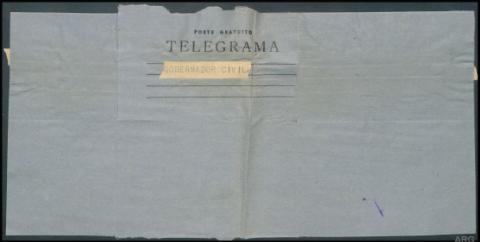 PORTE GRATUITO
TELEGRAMA
GOBERNADOR CIVIL
ARG